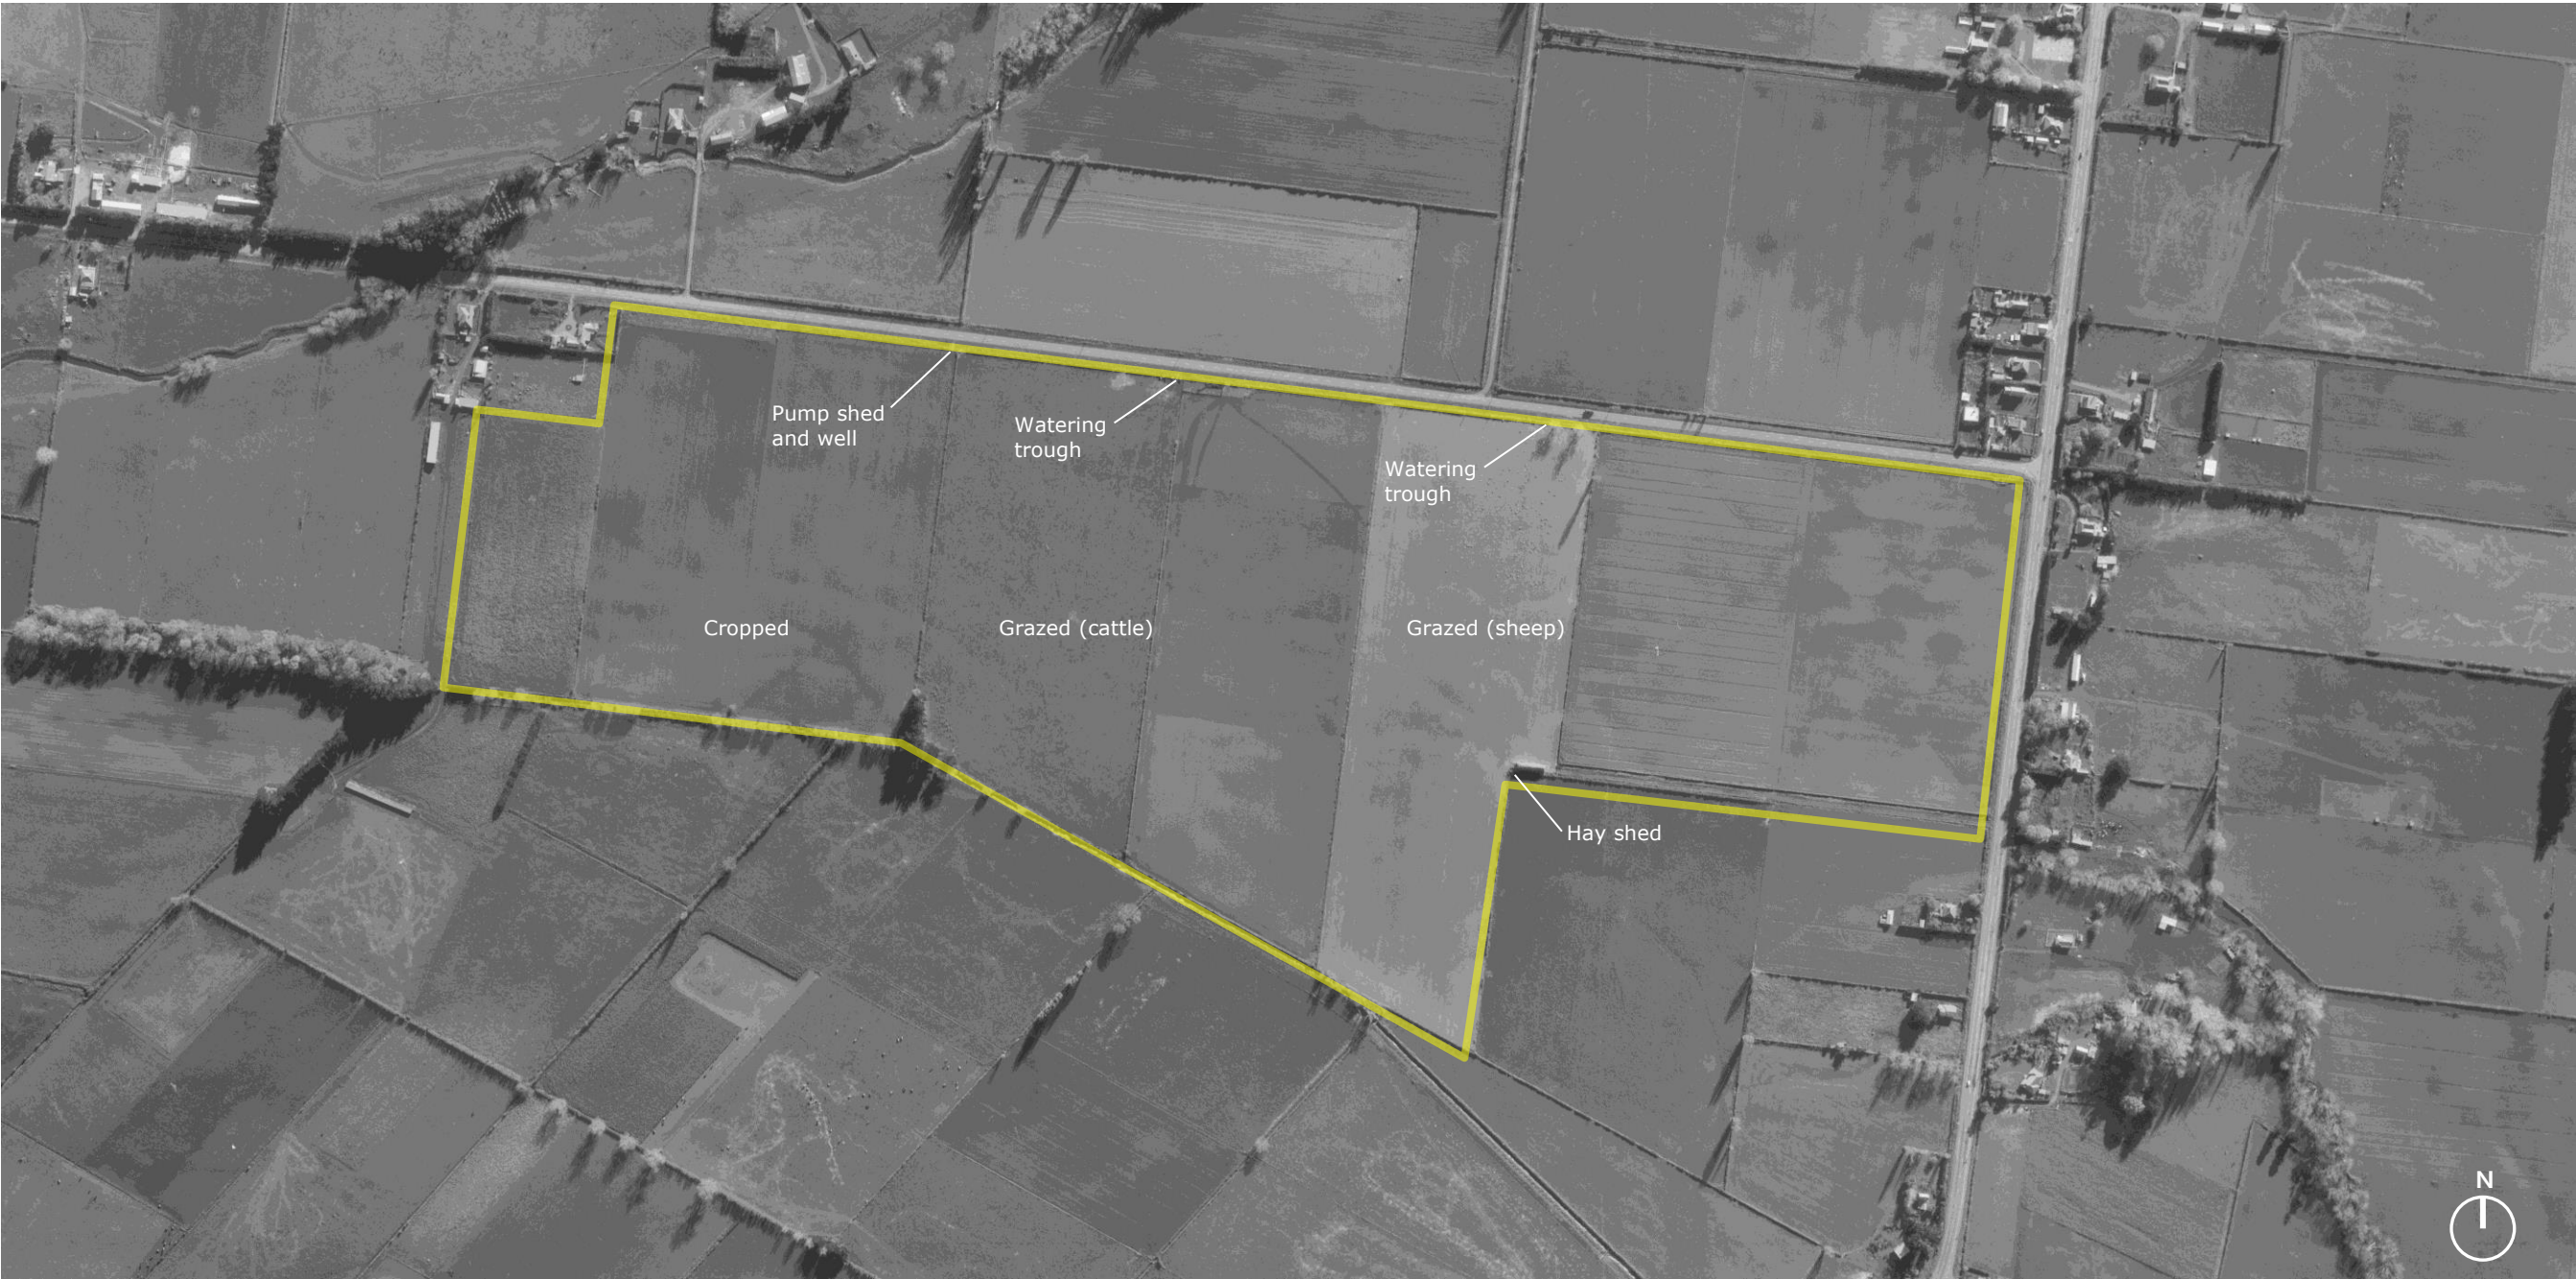 Pump shed
and well
Watering
trough
Watering
trough
Cropped
Grazed (cattle)
Grazed (sheep)
Hay shed
N